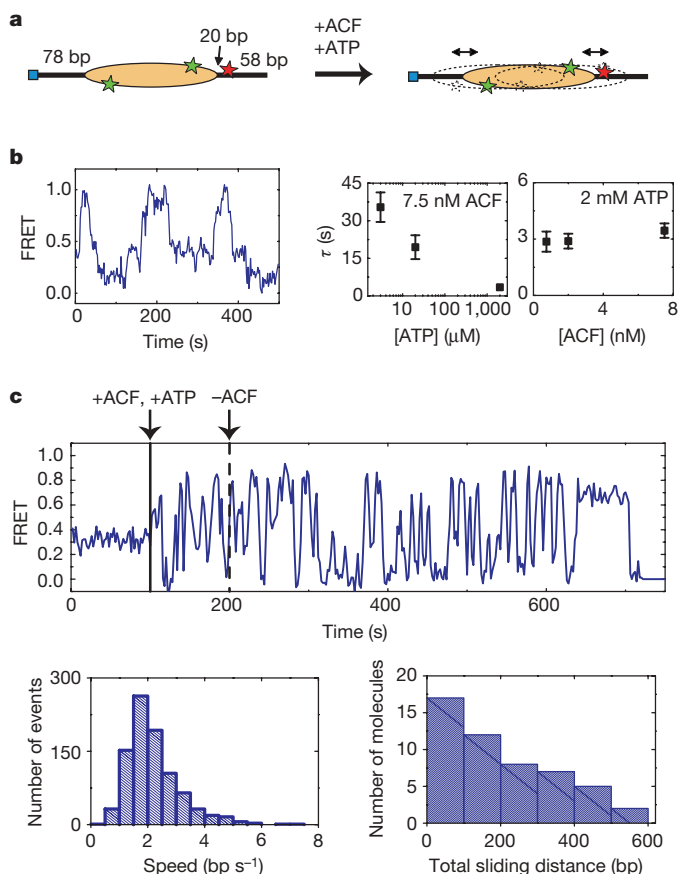 a
78 bp
20 bp
58 bp
+ACF
+ATP
b
FRET
1.0
0.5
0.0
0 200 400
Time (s)
τ (s)
45
30
15
0
7.5 nM ACF
10 100 1,000
[ATP] (μM)
6
3
0
2 mM ATP
0 4 8
[ACF] (nM)
c
+ACF, +ATP
−ACF
FRET
1.0
0.8
0.6
0.4
0.2
0.0
0 200 400 600
Time (s)
Number of events
300
150
0
0 2 4 6 8
Speed (bp s⁻¹)
Number of molecules
20
15
10
5
0
0 200 400 600
Total sliding distance (bp)